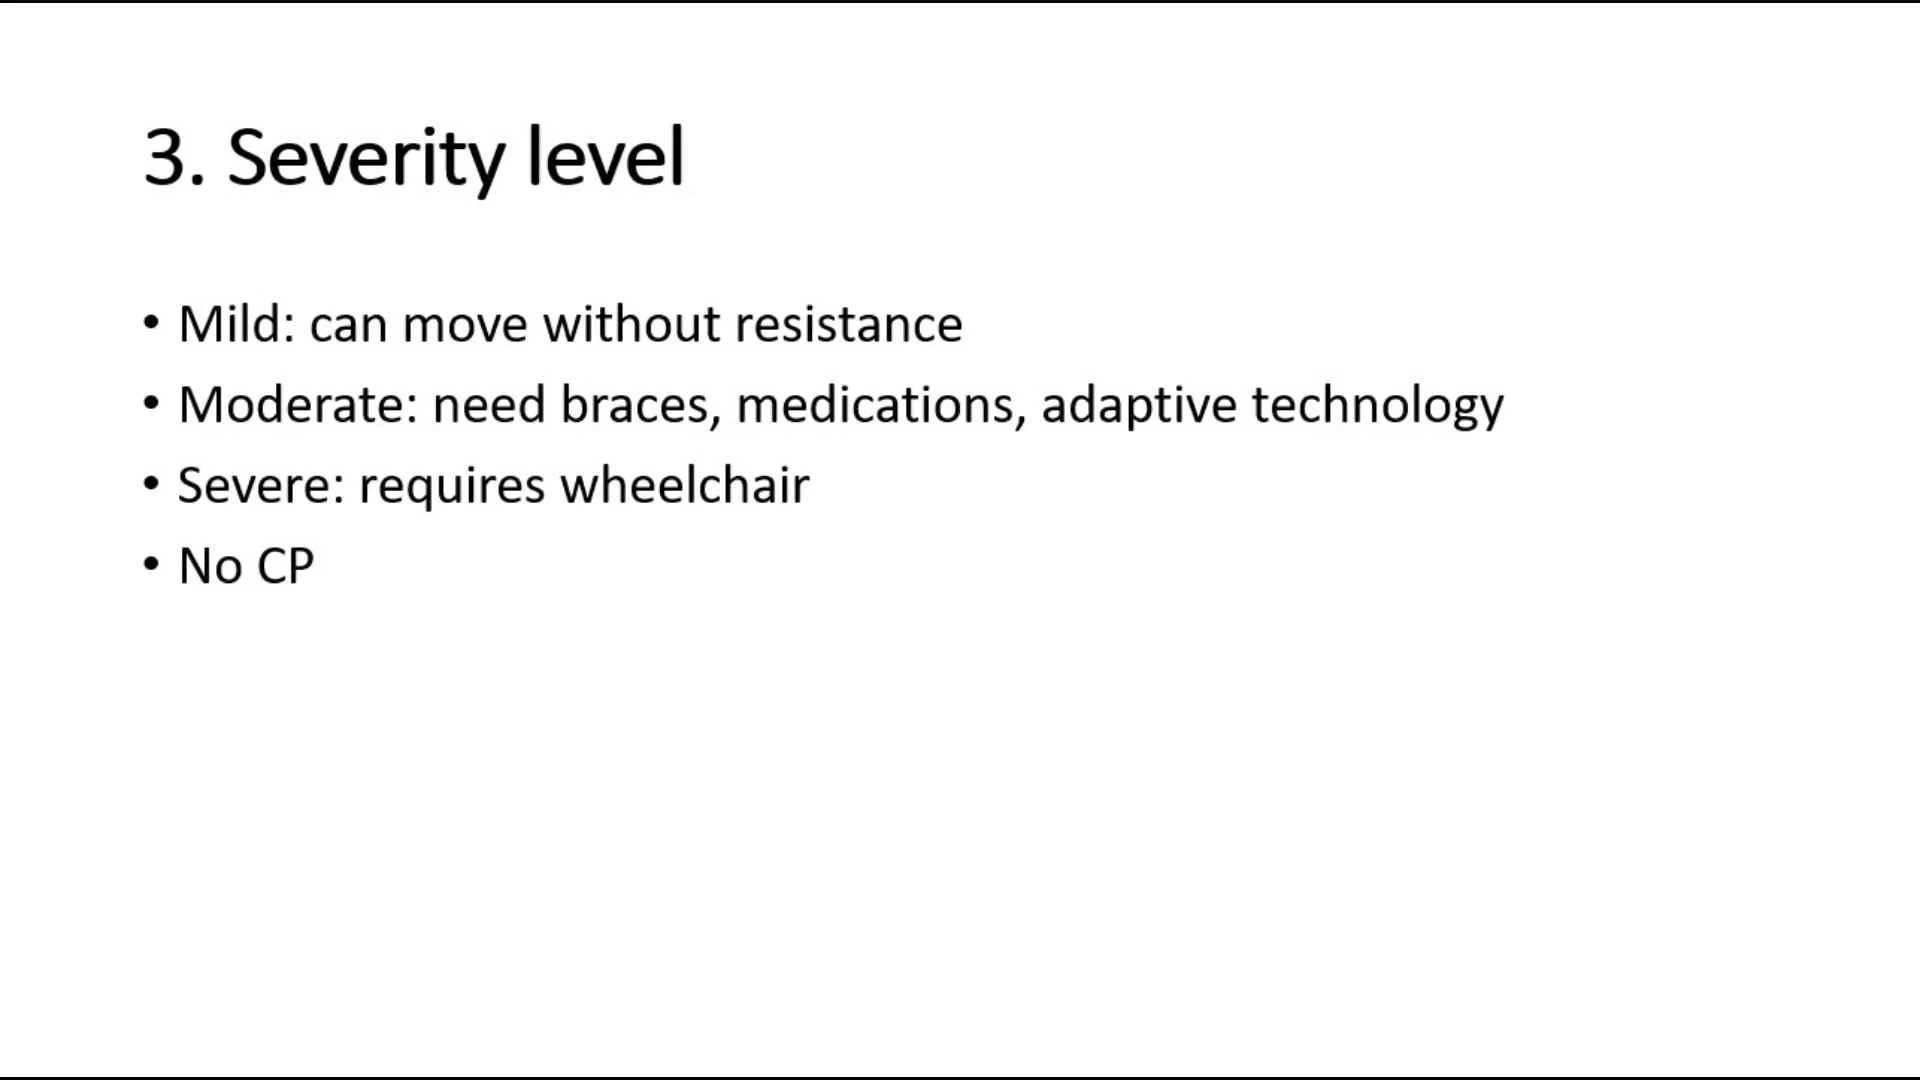 3. Severity level
• Mild: can move without resistance
• Moderate: need braces, medications, adaptive technology
• Severe: requires wheelchair
• No CP